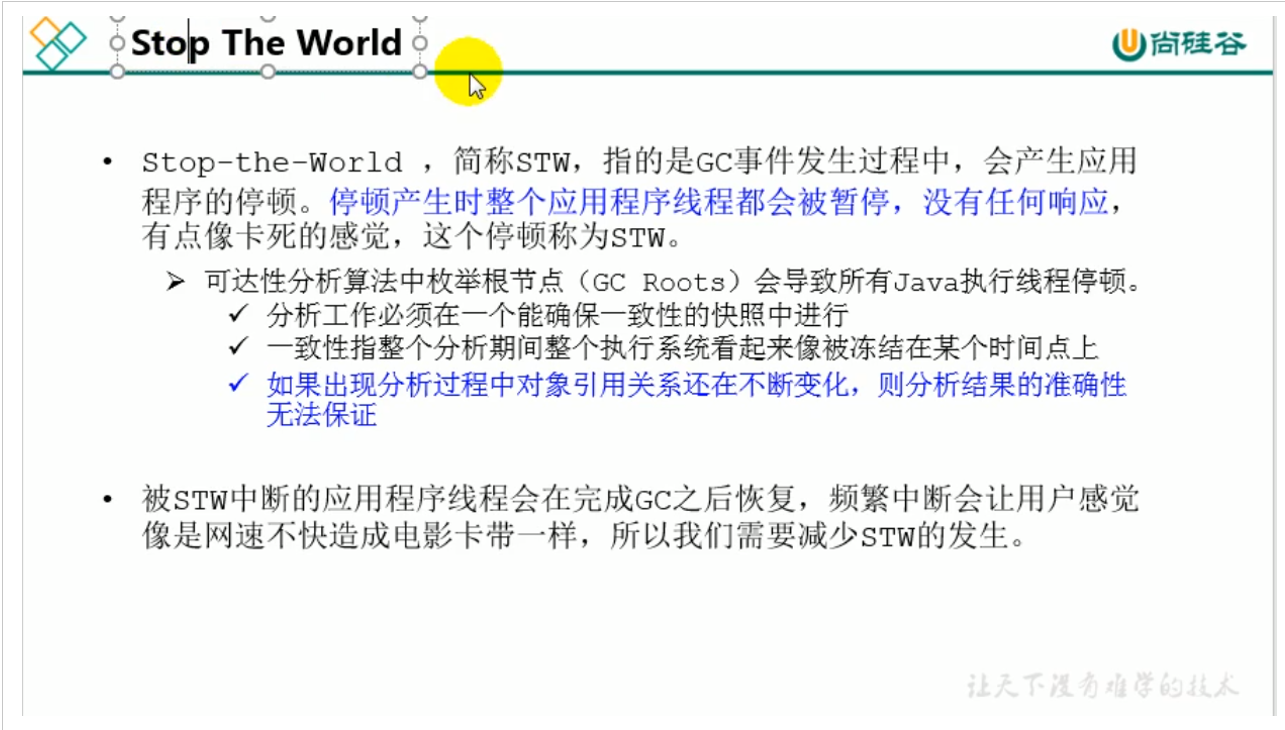 Stop The World
尚硅谷
• Stop-the-World ，简称STW，指的是GC事件发生过程中，会产生应用
程序的停顿。停顿产生时整个应用程序线程都会被暂停，没有任何响应，
有点像卡死的感觉，这个停顿称为STW。
➢ 可达性分析算法中枚举根节点（GC Roots）会导致所有Java执行线程停顿。
✓ 分析工作必须在一个能确保一致性的快照中进行
✓ 一致性指整个分析期间整个执行系统看起来像被冻结在某个时间点上
✓ 如果出现分析过程中对象引用关系还在不断变化，则分析结果的准确性
无法保证
• 被STW中断的应用程序线程会在完成GC之后恢复，频繁中断会让用户感觉
像是网速不快造成电影卡带一样，所以我们需要减少STW的发生。
让天下没有难学的技术